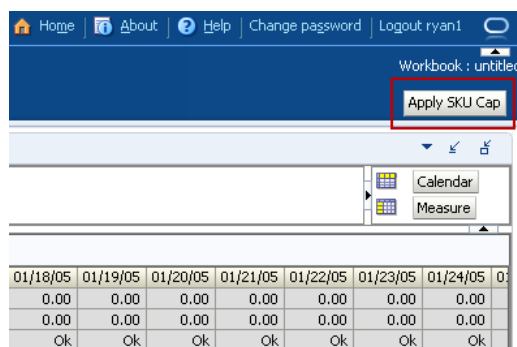 Home | About | Help | Change password | Logout ryan1
Workbook : untitled
Apply SKU Cap
Calendar
Measure
01/18/05 01/19/05 01/20/05 01/21/05 01/22/05 01/23/05 01/24/05 01
0.00 0.00 0.00 0.00 0.00 0.00 0.00
0.00 0.00 0.00 0.00 0.00 0.00 0.00
Ok Ok Ok Ok Ok Ok Ok